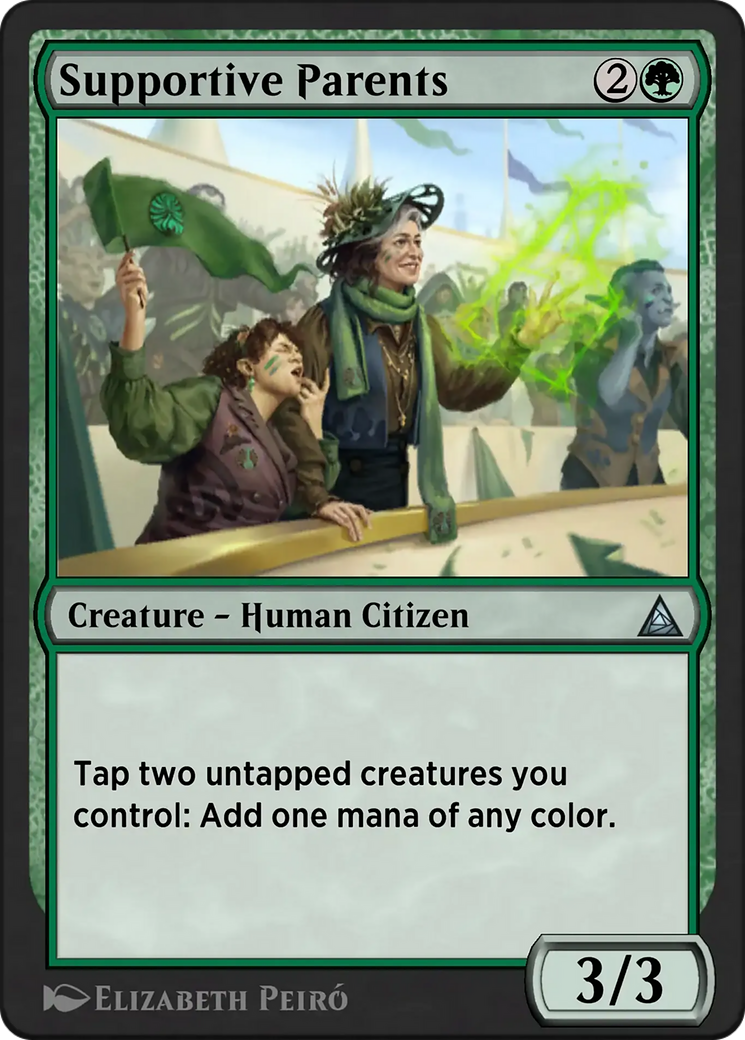 Supportive Parents 2
Creature – Human Citizen
Tap two untapped creatures you
control: Add one mana of any color.
3/3
Elizabeth Peiró